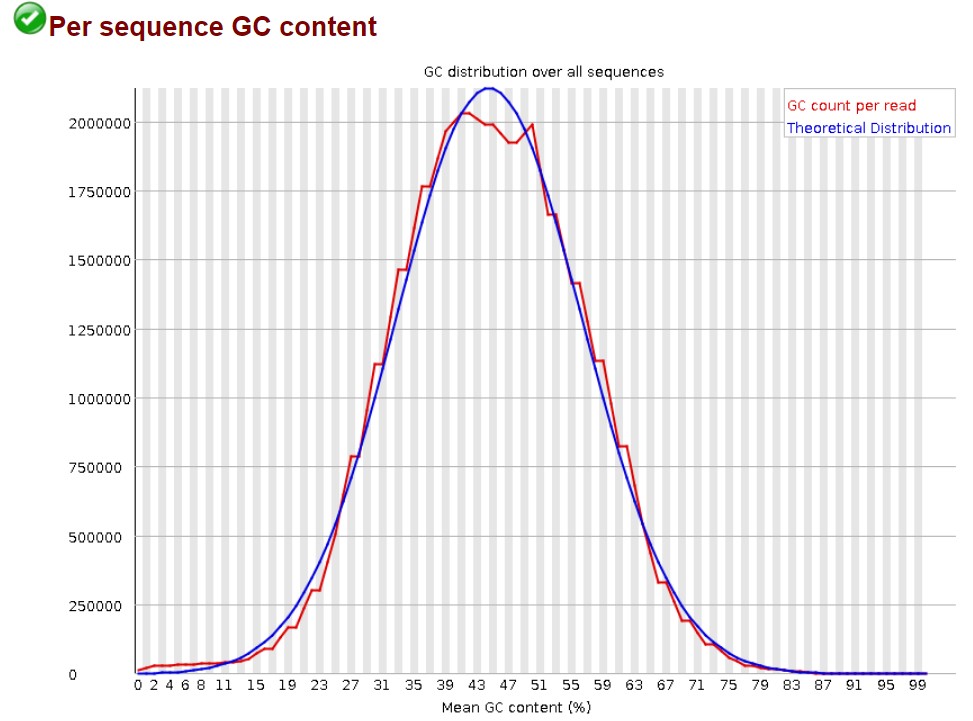 Per sequence GC content
GC distribution over all sequences
GC count per read
Theoretical Distribution
2000000
1750000
1500000
1250000
1000000
750000
500000
250000
0
0 2 4 6 8 11 15 19 23 27 31 35 39 43 47 51 55 59 63 67 71 75 79 83 87 91 95 99
Mean GC content (%)